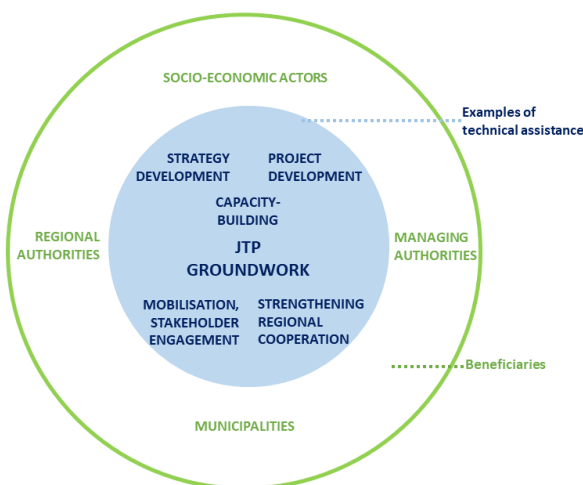 SOCIO-ECONOMIC ACTORS
Examples of
technical assistance
STRATEGY
DEVELOPMENT
PROJECT
DEVELOPMENT
CAPACITY-
BUILDING
REGIONAL
AUTHORITIES
JTP
GROUNDWORK
MANAGING
AUTHORITIES
MOBILISATION,
STAKEHOLDER
ENGAGEMENT
STRENGTHENING
REGIONAL
COOPERATION
Beneficiaries
MUNICIPALITIES